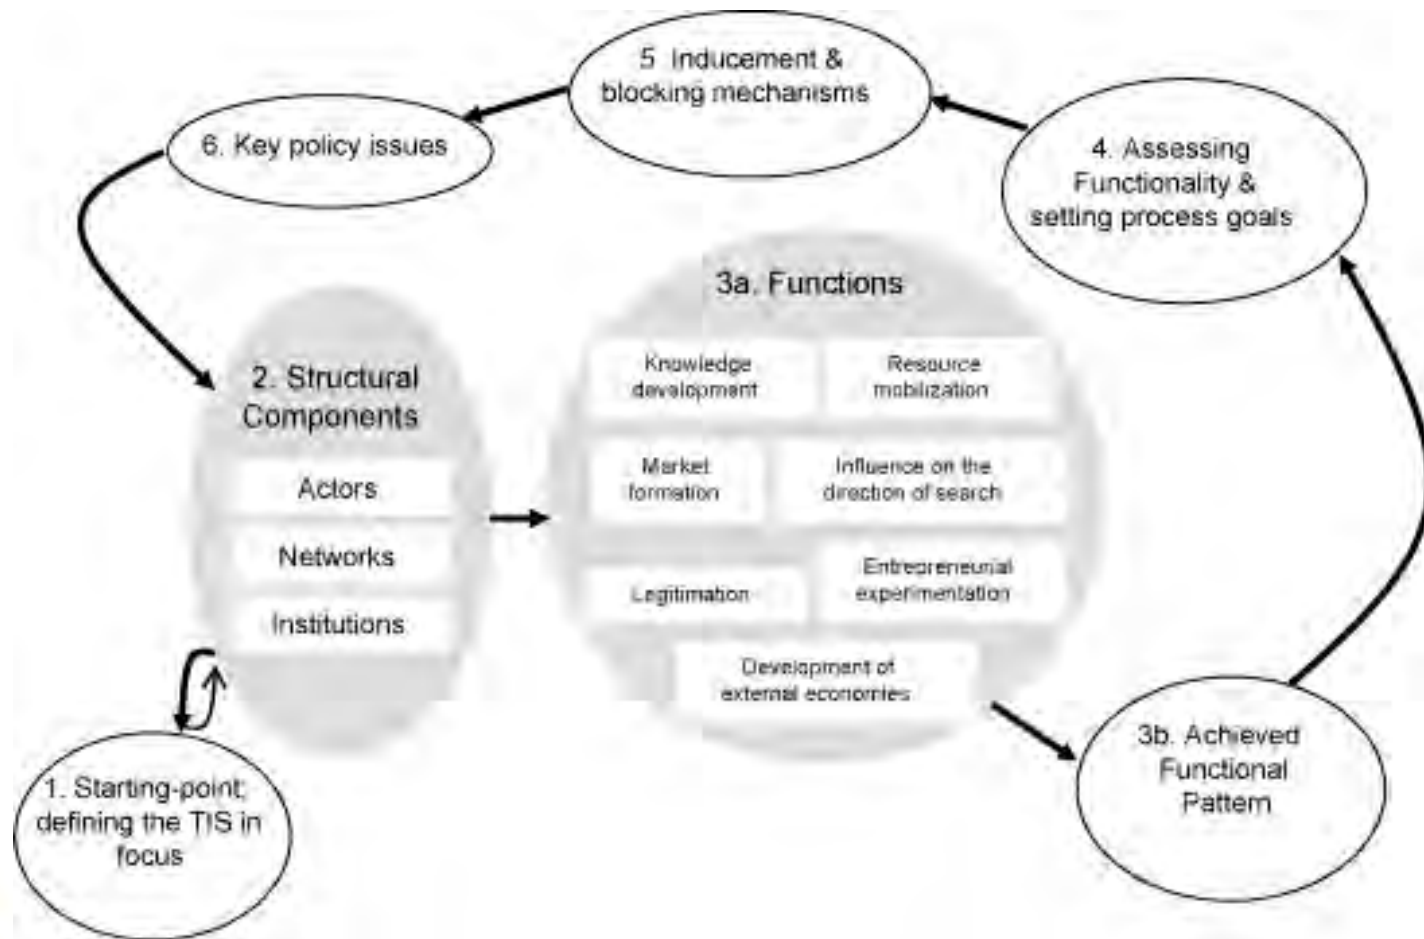 5 Inducement &
blocking mechanisms
6. Key policy issues
4. Assessing
Functionality &
setting process goals
3a. Functions
Knowledge
development
Resource
mobilization
2. Structural
Components
Market
formation
Influence on the
direction of search
Actors
Networks
Institutions
Legitimation
Entrepreneurial
experimentation
Development of
external economies
1. Starting-point;
defining the TIS in
focus
3b. Achieved
Functional
Pattern